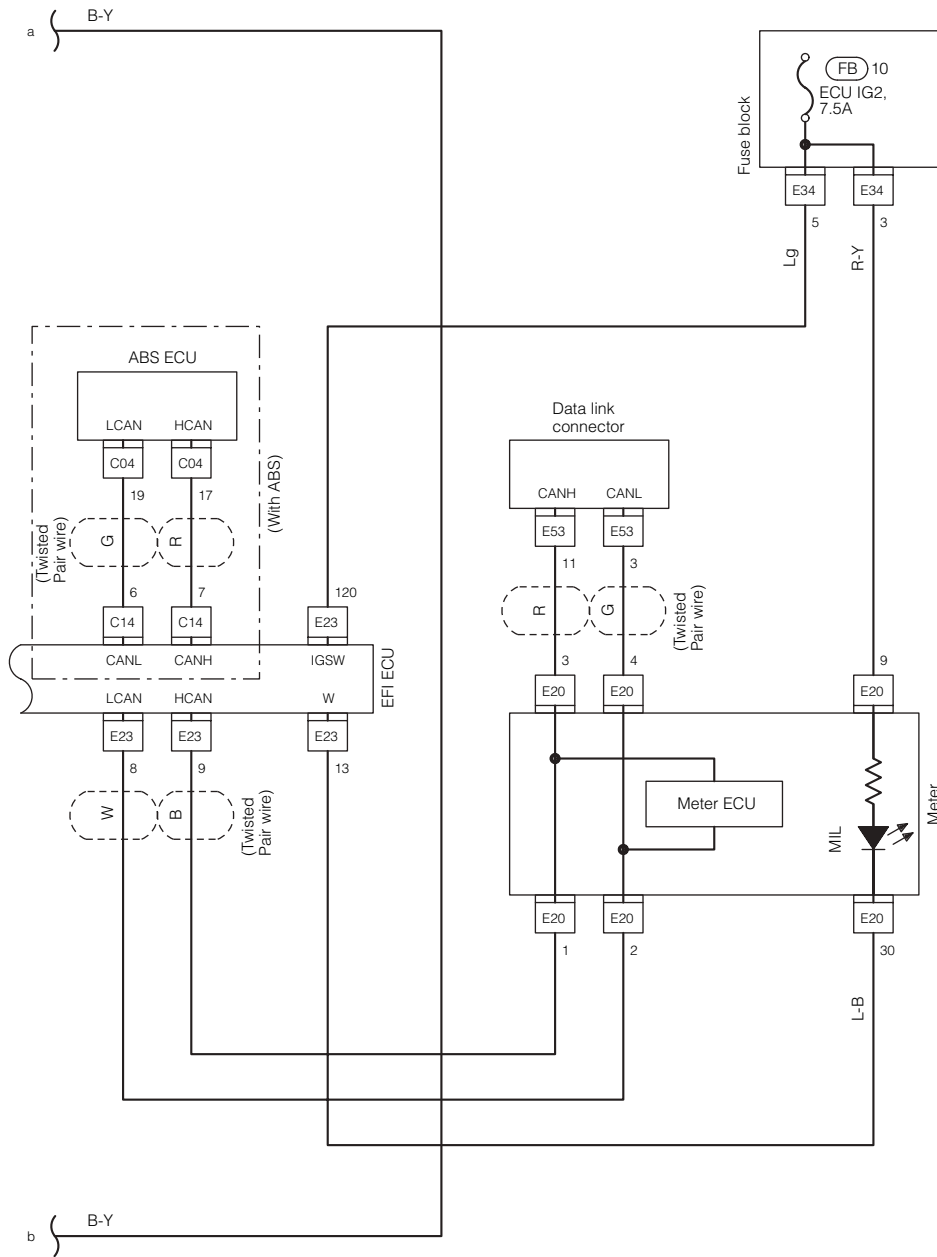 a
B-Y
Fuse block
FB 10
ECU IG2,
7.5A
E34
E34
5
3
Lg
R-Y
ABS ECU
LCAN
HCAN
C04
C04
19
17
(With ABS)
(Twisted
Pair wire)
G
R
6
7
120
C14
C14
E23
CANL
CANH
IGSW
EFI ECU
LCAN
HCAN
W
E23
E23
E23
8
9
13
W
B
(Twisted
Pair wire)
Data link
connector
CANH
CANL
E53
E53
11
3
R
G
(Twisted
Pair wire)
3
4
9
E20
E20
E20
Meter ECU
MIL
Meter
E20
E20
E20
1
2
30
L-B
b
B-Y